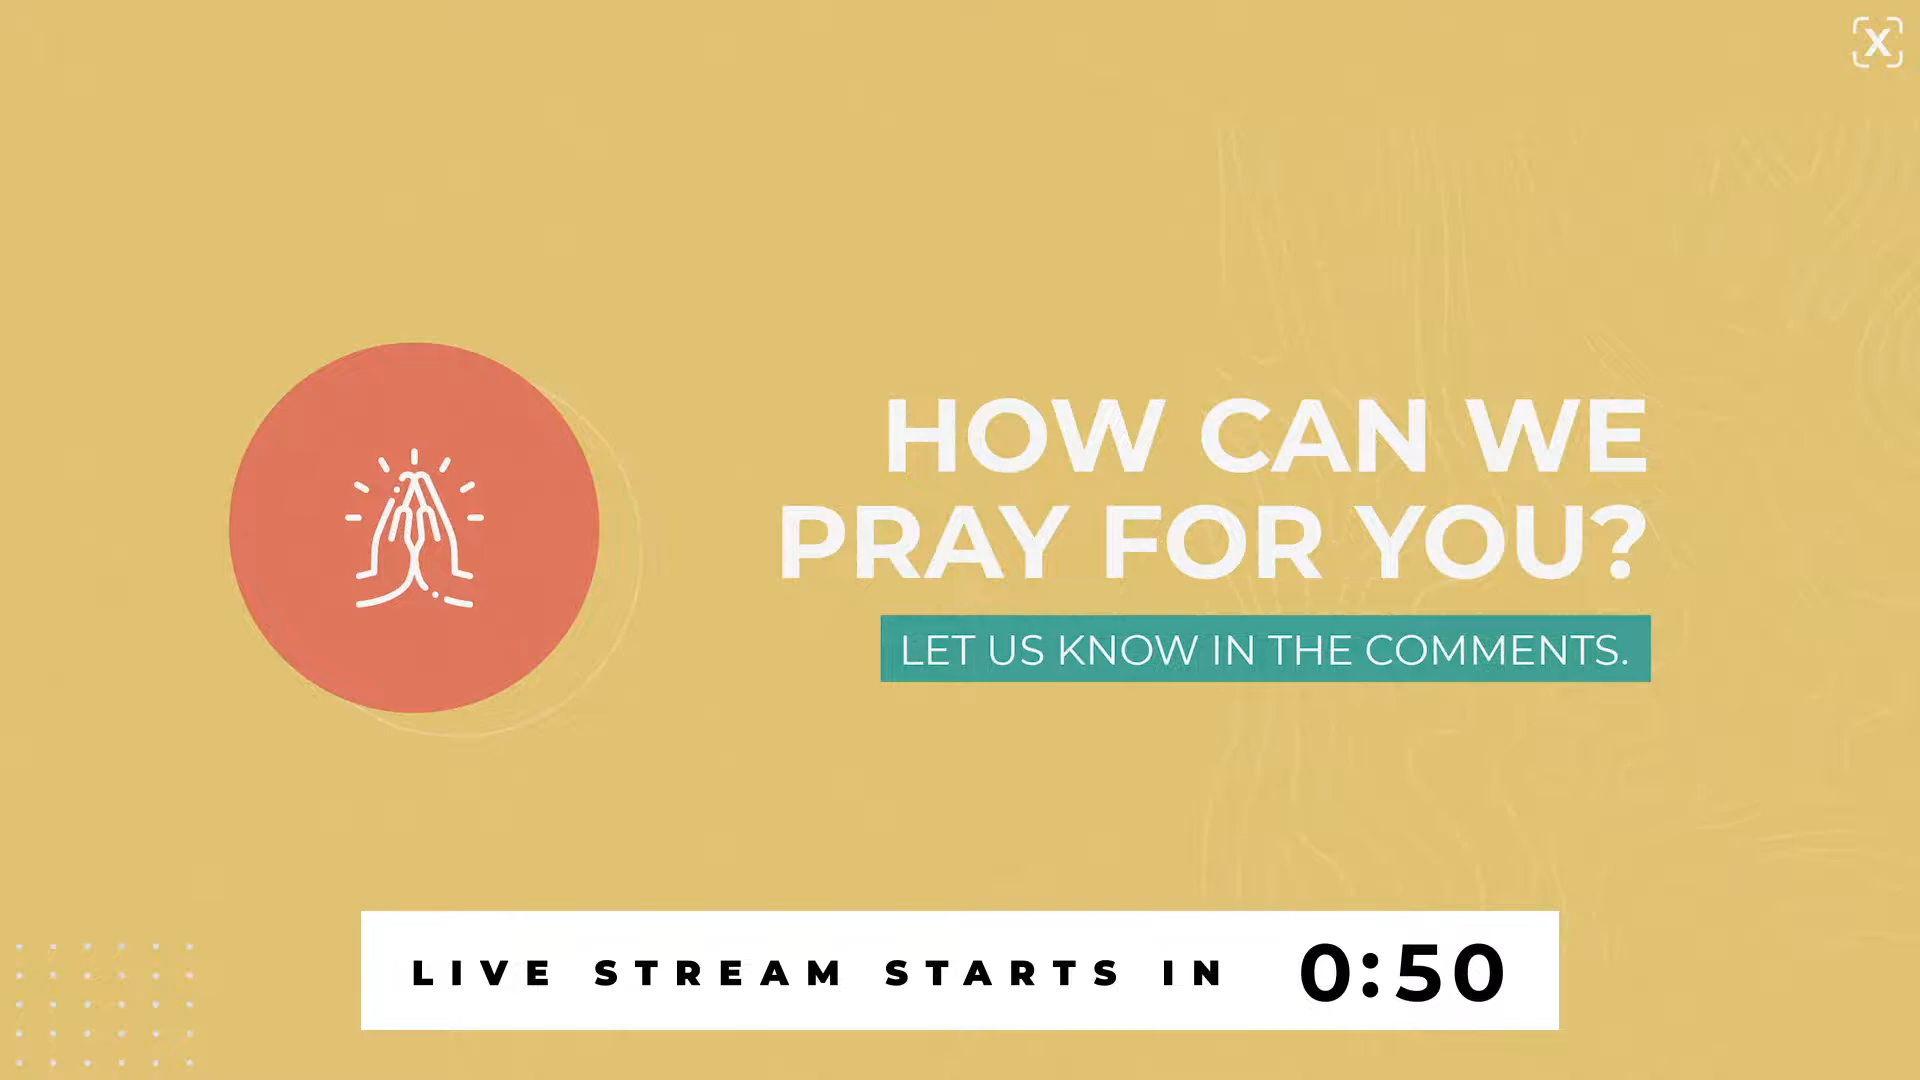 X
HOW CAN WE
PRAY FOR YOU?
LET US KNOW IN THE COMMENTS.
LIVE STREAM STARTS IN 0:50